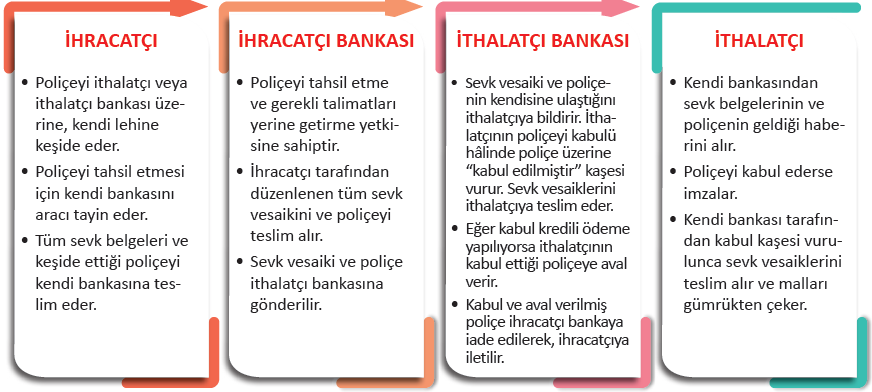 İHRACATÇI
• Poliçeyi ithalatçı veya
ithalatçı bankası üze-
rine, kendi lehine
keşide eder.
• Poliçeyi tahsil etmesi
için kendi bankasını
aracı tayin eder.
• Tüm sevk belgeleri ve
keşide ettiği poliçeyi
kendi bankasına tes-
lim eder.
İHRACATÇI BANKASI
• Poliçeyi tahsil etme
ve gerekli talimatları
yerine getirme yetki-
sine sahiptir.
• İhracatçı tarafından
düzenlenen tüm sevk
vesaikini ve poliçeyi
teslim alır.
• Sevk vesaiki ve poliçe
ithalatçı bankasına
gönderilir.
İTHALATÇI BANKASI
• Sevk vesaiki ve poliçe-
nin kendisine ulaştığını
ithalatçıya bildirir. İtha-
latçının poliçeyi kabulü
hâlinde poliçe üzerine
“kabul edilmiştir” kaşesi
vurur. Sevk vesaiklerini
ithalatçıya teslim eder.
• Eğer kabul kredili ödeme
yapılıyorsa ithalatçının
kabul ettiği poliçeye aval
verir.
• Kabul ve aval verilmiş
poliçe ihracatçı bankaya
iade edilerek, ihracatçıya
iletilir.
İTHALATÇI
• Kendi bankasından
sevk belgelerinin ve
poliçenin geldiği habe-
rini alır.
• Poliçeyi kabul ederse
imzalar.
• Kendi bankası tarafın-
dan kabul kaşesi vuru-
lunca sevk vesaiklerini
teslim alır ve malları
gümrükten çeker.